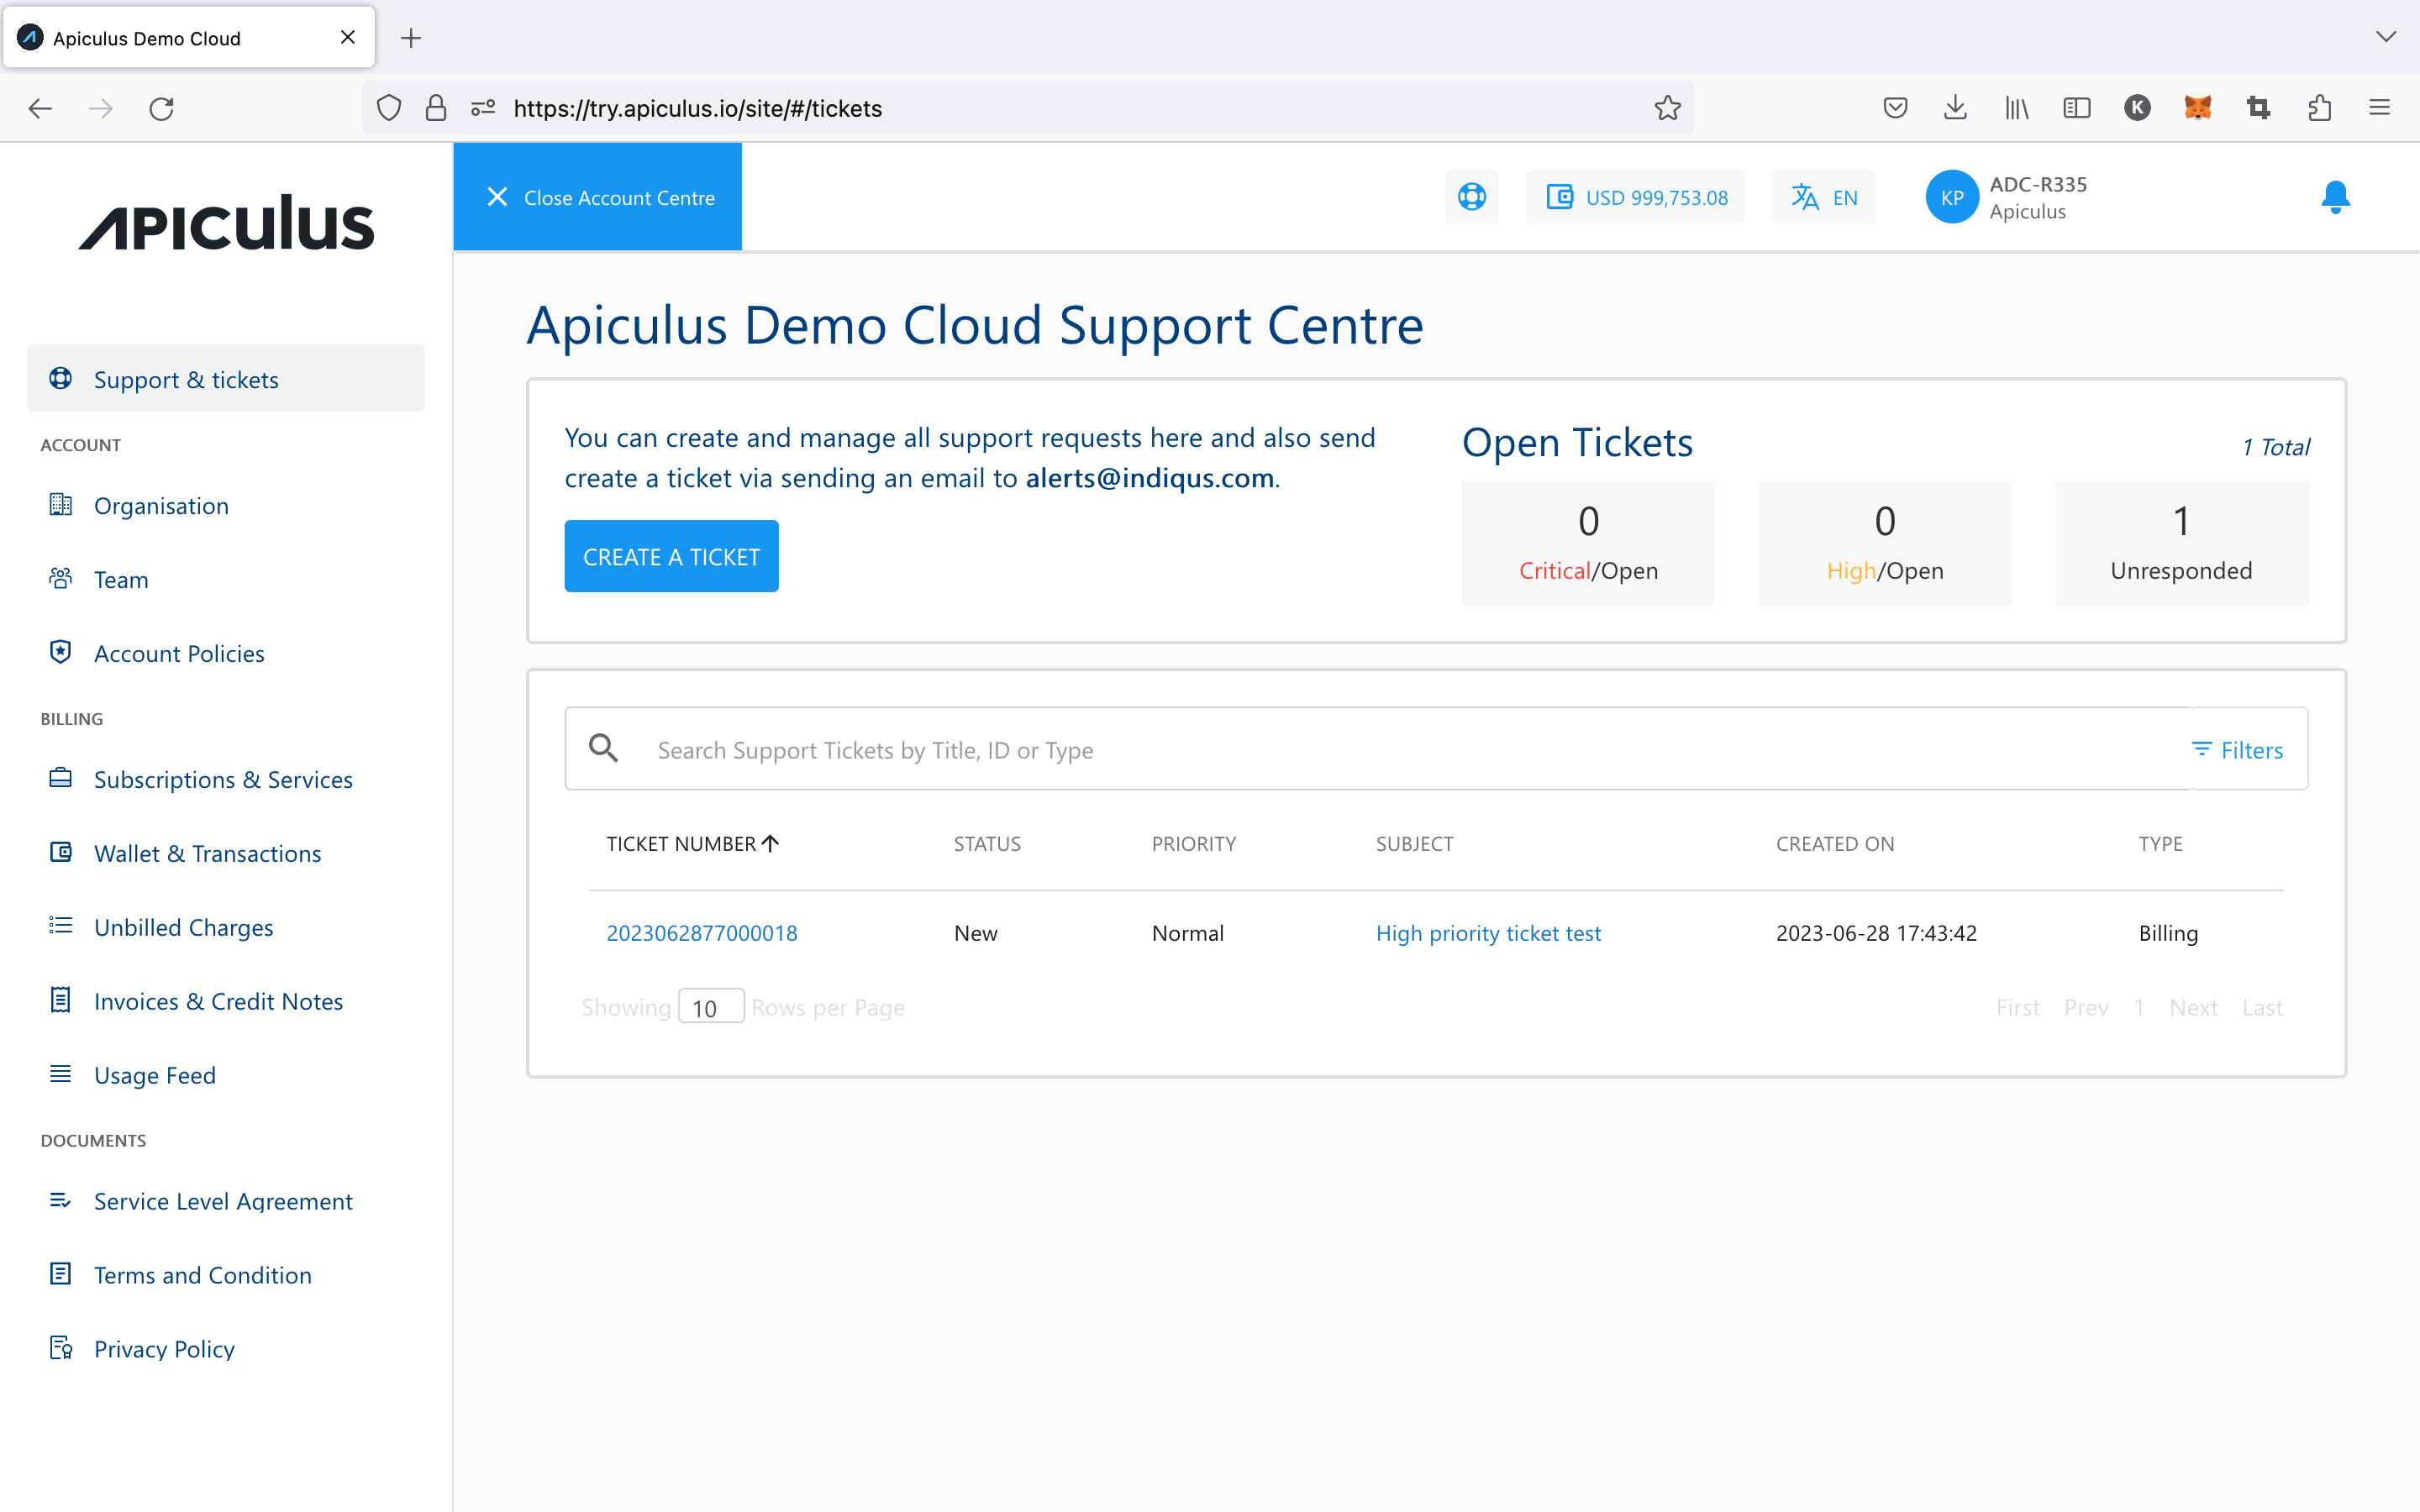 Apiculus Demo Cloud
https://try.apiculus.io/site/#/tickets
K
APICULUS
Close Account Centre
USD 999,753.08
EN
KP
ADC-R335
Apiculus
Support & tickets
ACCOUNT
Organisation
Team
Account Policies
BILLING
Subscriptions & Services
Wallet & Transactions
Unbilled Charges
Invoices & Credit Notes
Usage Feed
DOCUMENTS
Service Level Agreement
Terms and Condition
Privacy Policy
Apiculus Demo Cloud Support Centre
You can create and manage all support requests here and also send
create a ticket via sending an email to alerts@indiqus.com.
CREATE A TICKET
Open Tickets
1 Total
0
Critical/Open
0
High/Open
1
Unresponded
Search Support Tickets by Title, ID or Type
Filters
TICKET NUMBER STATUS PRIORITY SUBJECT CREATED ON TYPE
2023062877000018 New Normal High priority ticket test 2023-06-28 17:43:42 Billing
Showing 10 Rows per Page
First Prev 1 Next Last